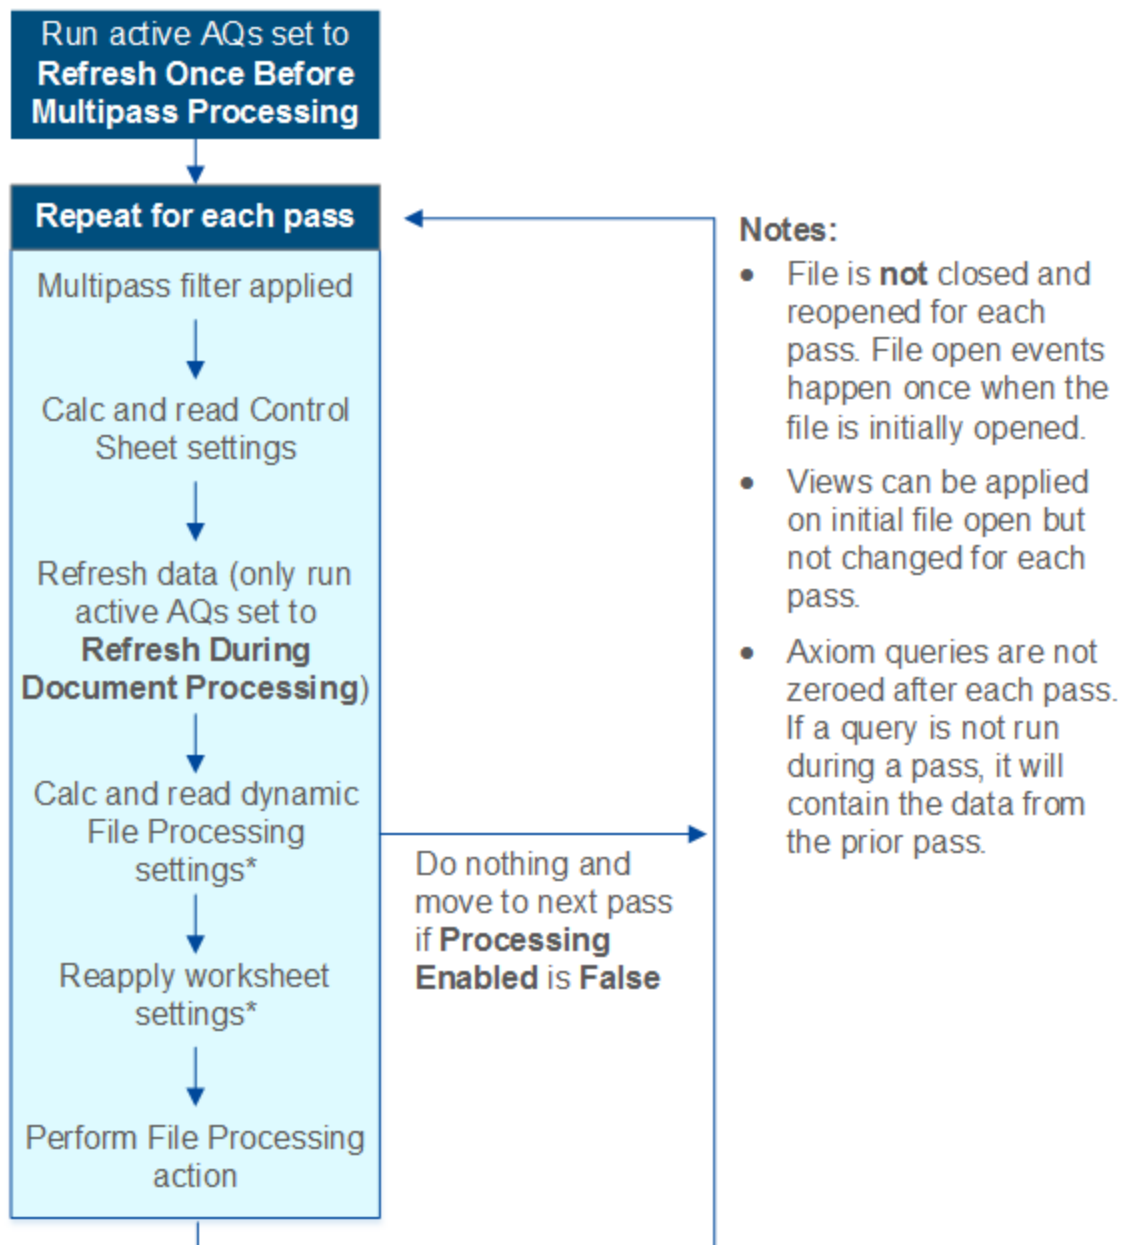 Run active AQs set to
Refresh Once Before
Multipass Processing
Repeat for each pass
Multipass filter applied
Calc and read Control
Sheet settings
Refresh data (only run
active AQs set to
Refresh During
Document Processing)
Calc and read dynamic
File Processing
settings*
Reapply worksheet
settings*
Perform File Processing
action
Do nothing and
move to next pass
if Processing
Enabled is False
Notes:
• File is not closed and
reopened for each
pass. File open events
happen once when the
file is initially opened.
• Views can be applied
on initial file open but
not changed for each
pass.
• Axiom queries are not
zeroed after each pass.
If a query is not run
during a pass, it will
contain the data from
the prior pass.